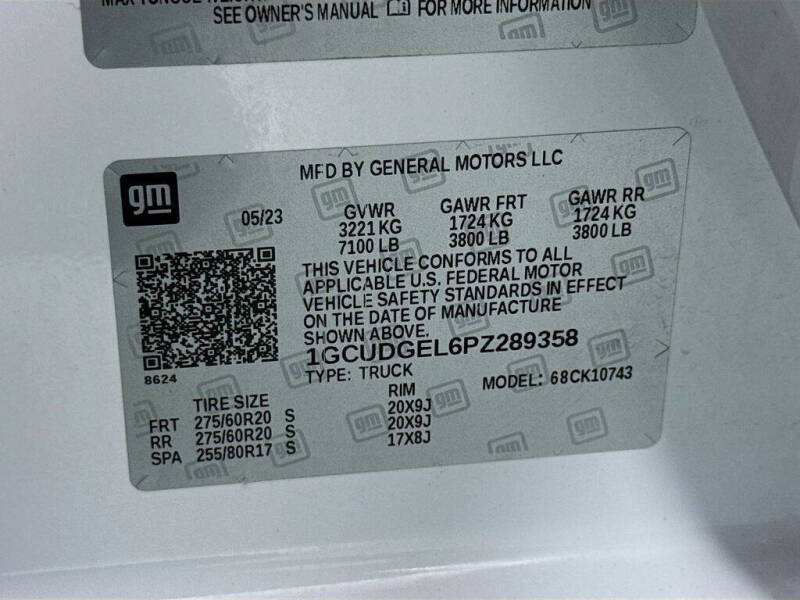 SEE OWNER'S MANUAL FOR MORE INFORMATION
MFD BY GENERAL MOTORS LLC
gm
05/23 GVWR GAWR FRT GAWR RR
3221 KG 1724 KG 1724 KG
7100 LB 3800 LB 3800 LB
THIS VEHICLE CONFORMS TO ALL
APPLICABLE U.S. FEDERAL MOTOR
VEHICLE SAFETY STANDARDS IN EFFECT
ON THE DATE OF MANUFACTURE
SHOWN ABOVE.
1GCUDGEL6PZ289358
8624
TYPE: TRUCK MODEL: 68CK10743
TIRE SIZE RIM
FRT 275/60R20 S 20X9J
RR 275/60R20 S 20X9J
SPA 255/80R17 S 17X8J